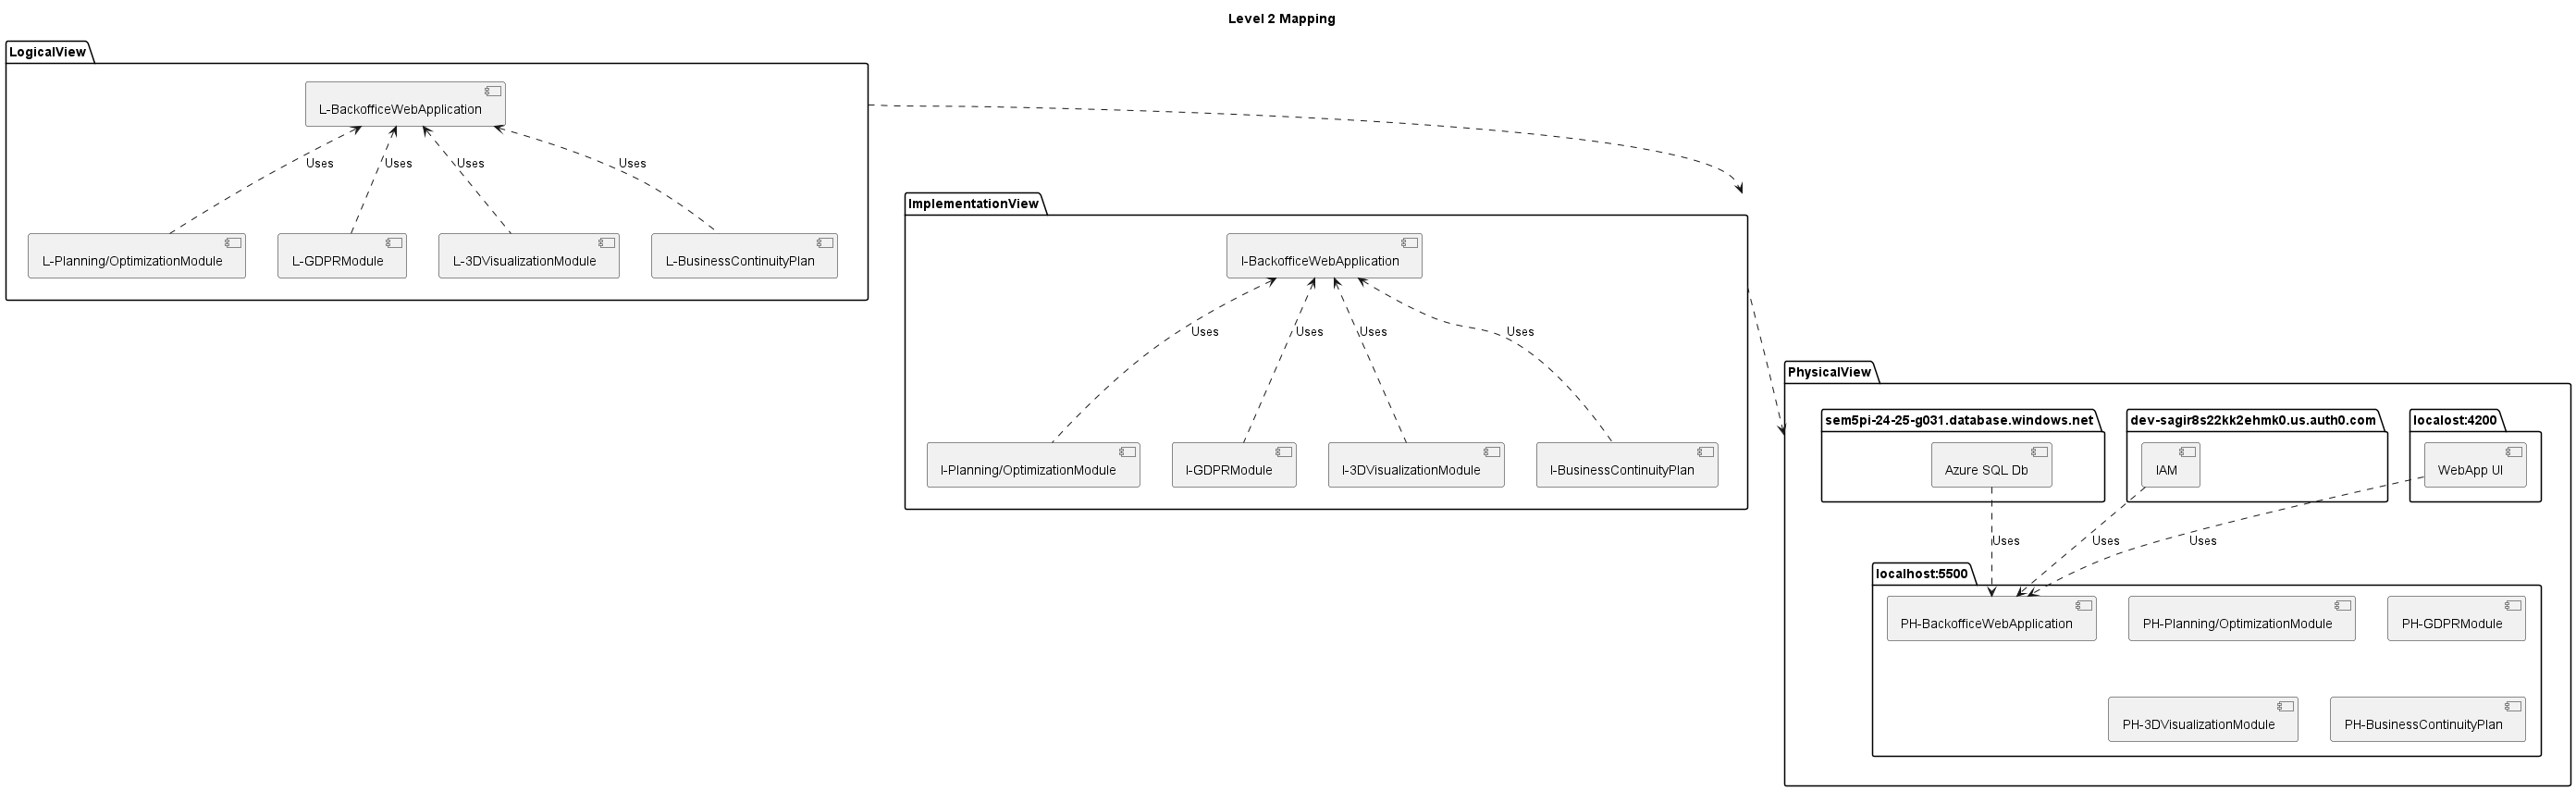 Level 2 Mapping
LogicalView
L-BackofficeWebApplication
Uses
Uses
Uses
Uses
L-Planning/OptimizationModule
L-GDPRModule
L-3DVisualizationModule
L-BusinessContinuityPlan
ImplementationView
I-BackofficeWebApplication
Uses
Uses
Uses
Uses
I-Planning/OptimizationModule
I-GDPRModule
I-3DVisualizationModule
I-BusinessContinuityPlan
PhysicalView
sem5pi-24-25-g031.database.windows.net
Azure SQL Db
dev-sagir8s22kk2ehmk0.us.auth0.com
IAM
localost:4200
WebApp UI
Uses
Uses
Uses
localhost:5500
PH-BackofficeWebApplication
PH-Planning/OptimizationModule
PH-GDPRModule
PH-3DVisualizationModule
PH-BusinessContinuityPlan